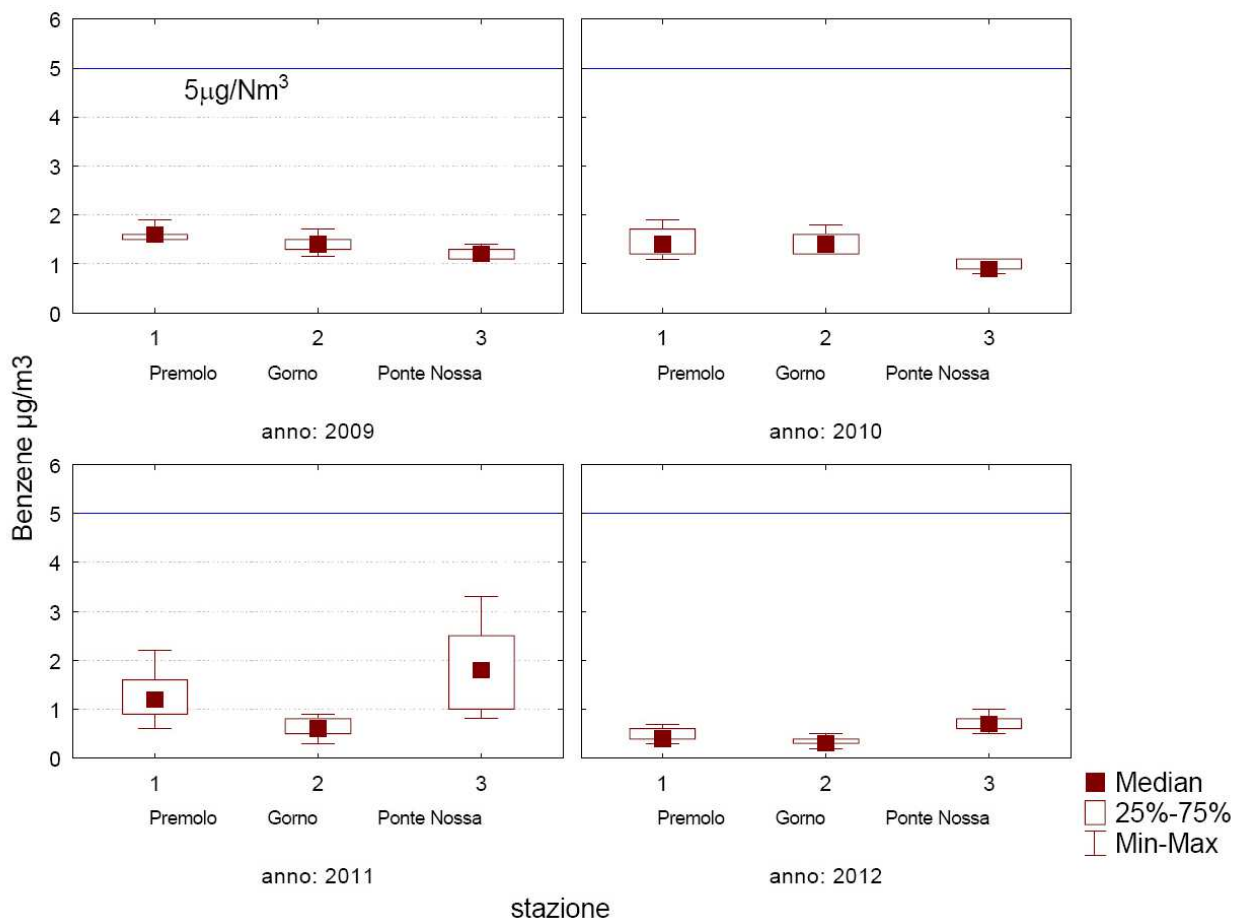 6
5
4
3
2
1
0
5µg/Nm³
1 2 3
Premolo Gorno Ponte Nossa
anno: 2009
1 2 3
Premolo Gorno Ponte Nossa
anno: 2010
Benzene µg/m3
6
5
4
3
2
1
0
1 2 3
Premolo Gorno Ponte Nossa
anno: 2011
1 2 3
Premolo Gorno Ponte Nossa
anno: 2012
stazione
Median
25%-75%
Min-Max